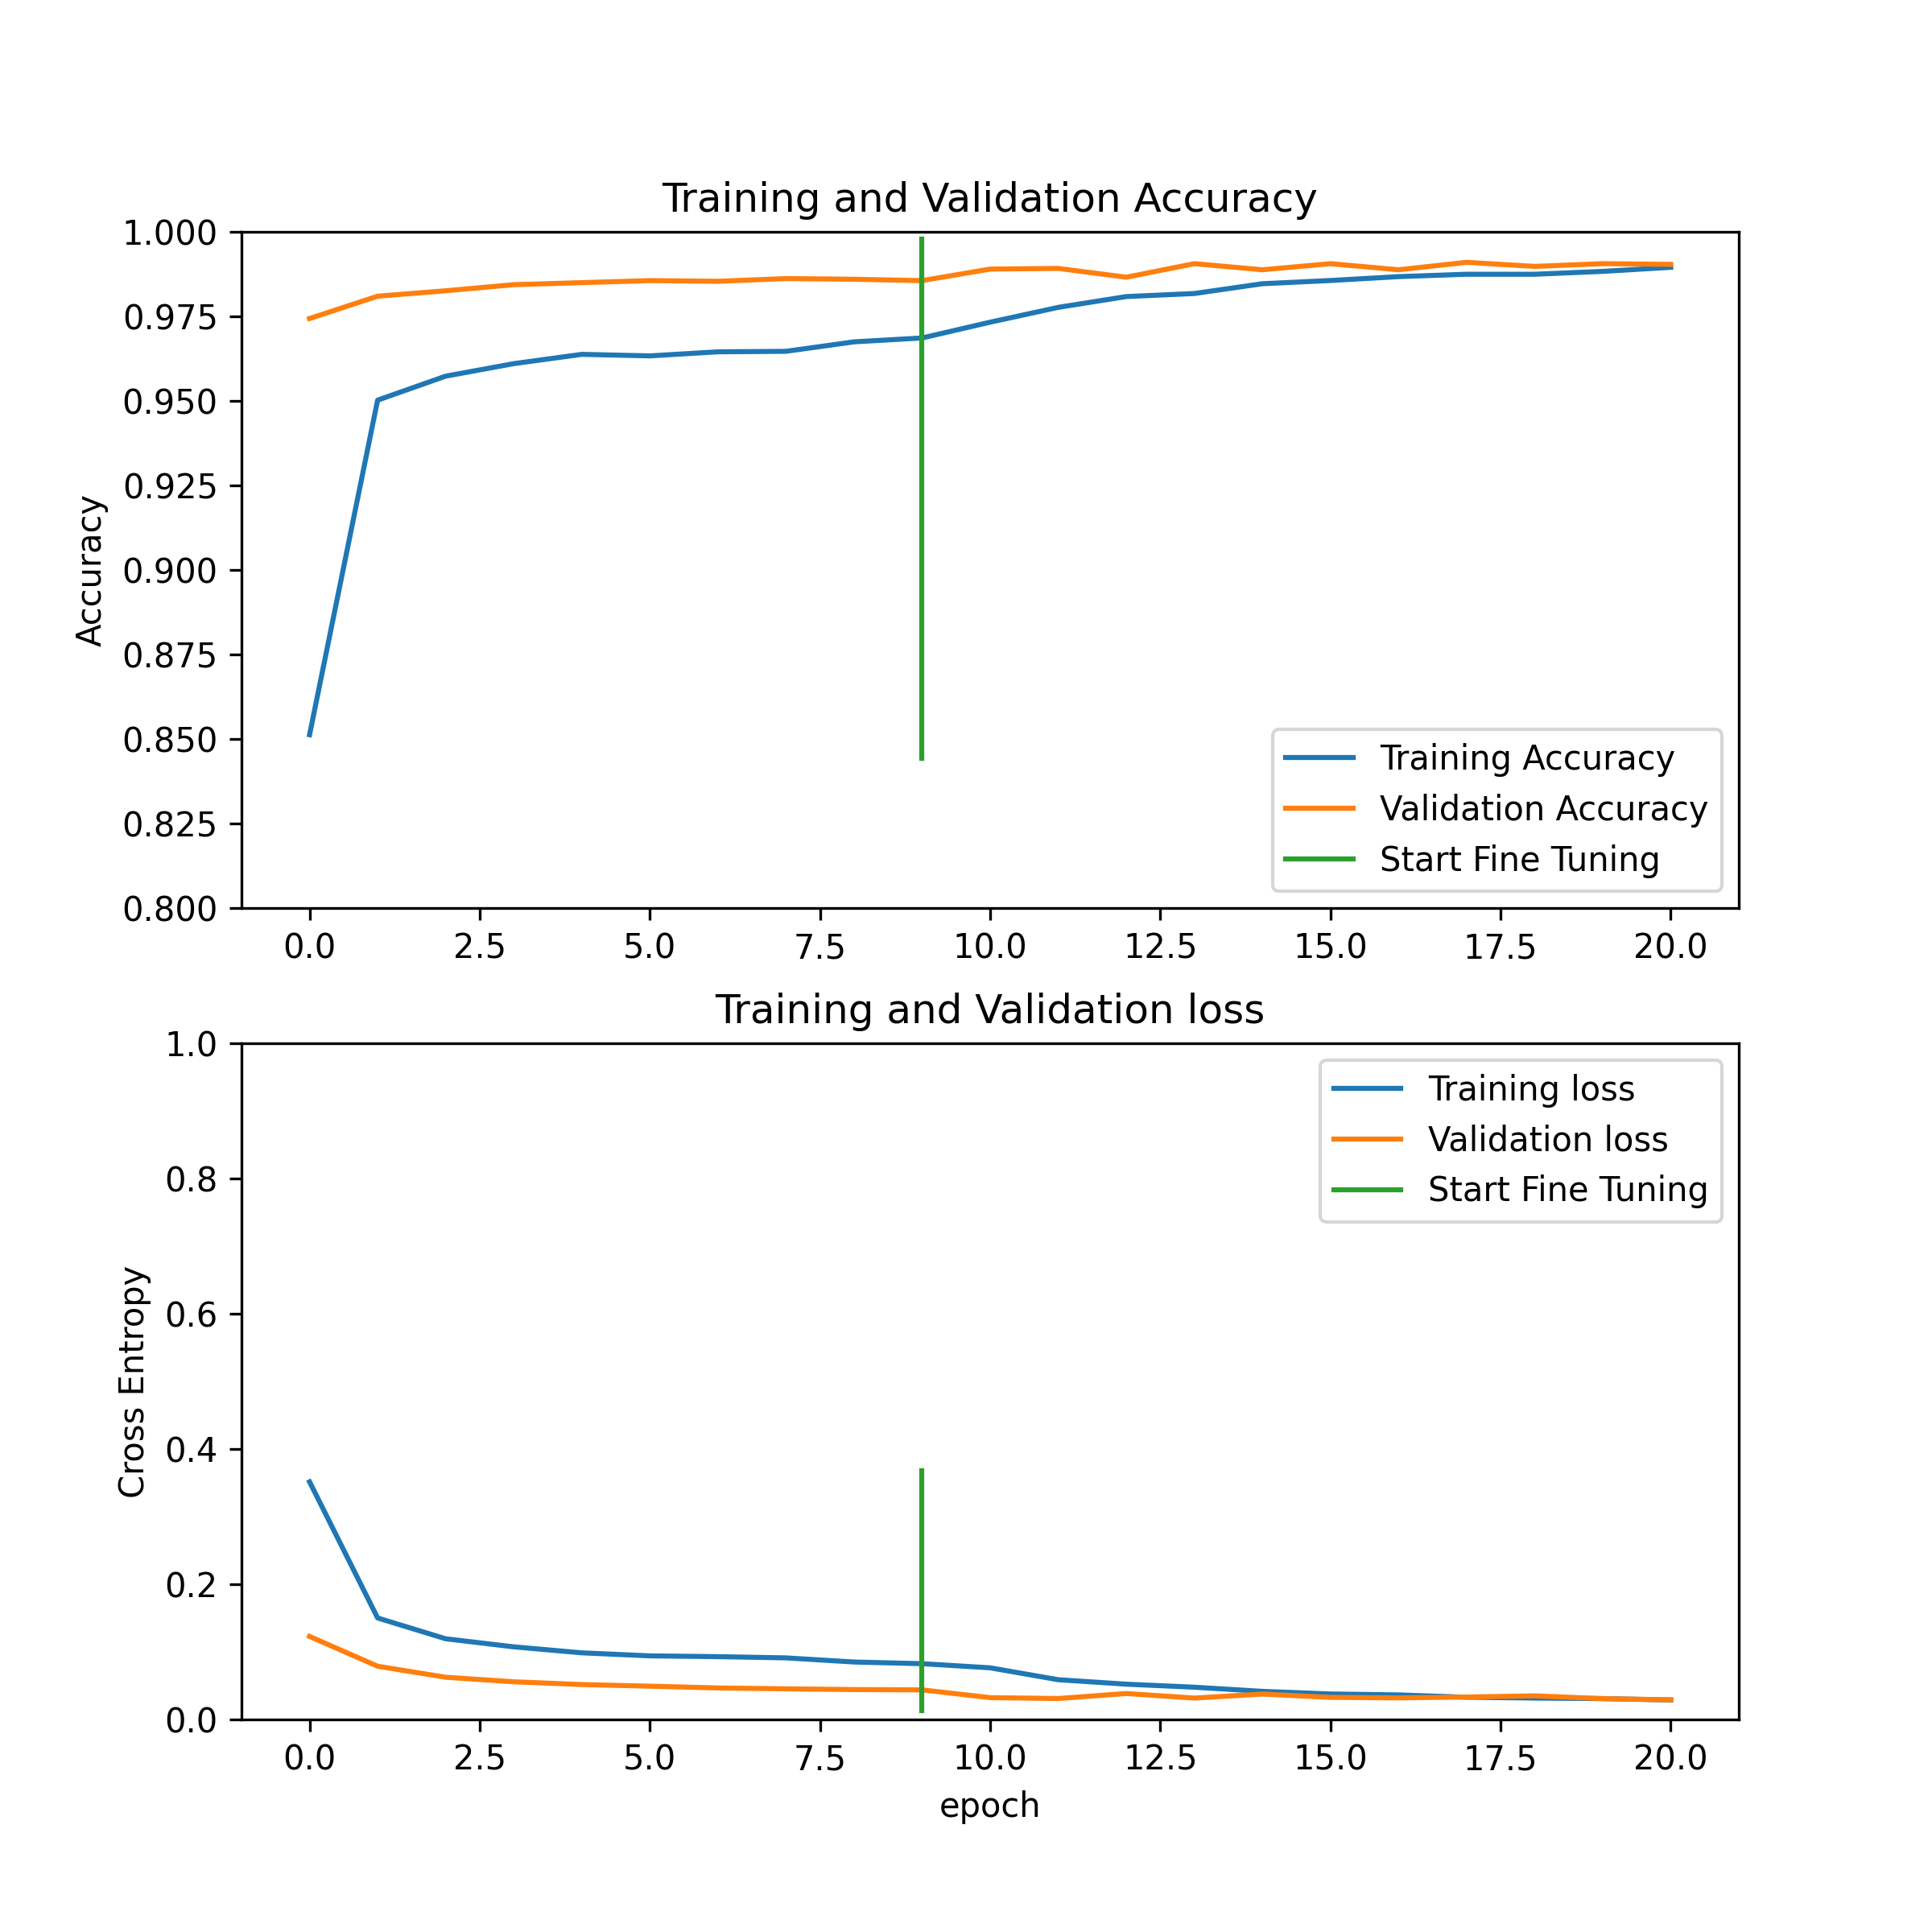 Training and Validation Accuracy
1.000
0.975
0.950
0.925
0.900
0.875
0.850
0.825
0.800
Accuracy
Training Accuracy
Validation Accuracy
Start Fine Tuning
0.0 2.5 5.0 7.5 10.0 12.5 15.0 17.5 20.0
Training and Validation loss
1.0
0.8
0.6
0.4
0.2
0.0
Cross Entropy
Training loss
Validation loss
Start Fine Tuning
0.0 2.5 5.0 7.5 10.0 12.5 15.0 17.5 20.0
epoch